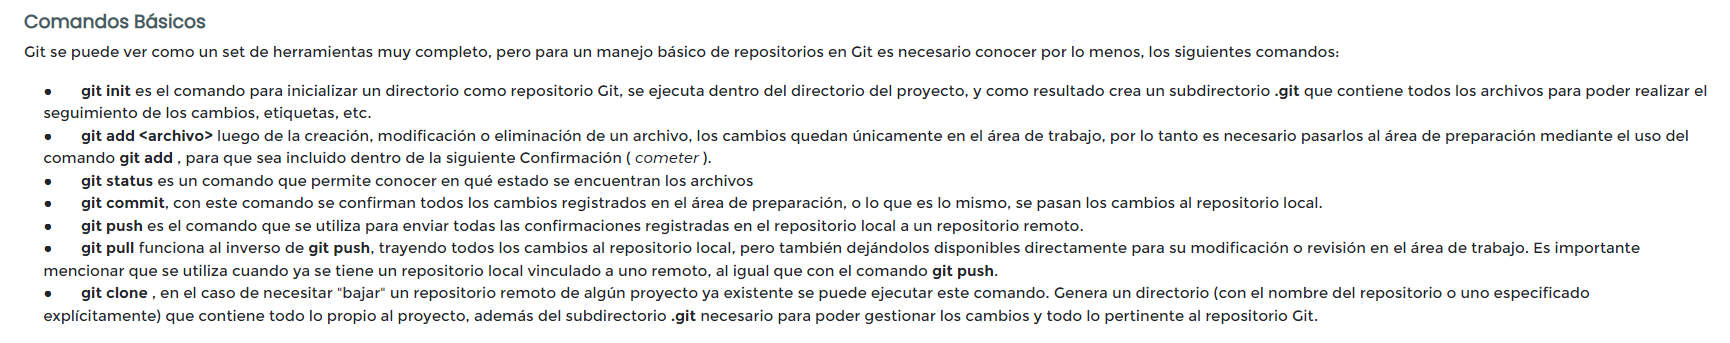 Comandos Básicos
Git se puede ver como un set de herramientas muy completo, pero para un manejo básico de repositorios en Git es necesario conocer por lo menos, los siguientes comandos:
● git init es el comando para inicializar un directorio como repositorio Git, se ejecuta dentro del directorio del proyecto, y como resultado crea un subdirectorio .git que contiene todos los archivos para poder realizar el
seguimiento de los cambios, etiquetas, etc.
● git add <archivo> luego de la creación, modificación o eliminación de un archivo, los cambios quedan únicamente en el área de trabajo, por lo tanto es necesario pasarlos al área de preparación mediante el uso del
comando git add , para que sea incluido dentro de la siguiente Confirmación ( cometer ).
● git status es un comando que permite conocer en qué estado se encuentran los archivos
● git commit, con este comando se confirman todos los cambios registrados en el área de preparación, o lo que es lo mismo, se pasan los cambios al repositorio local.
● git push es el comando que se utiliza para enviar todas las confirmaciones registradas en el repositorio local a un repositorio remoto.
● git pull funciona al inverso de git push, trayendo todos los cambios al repositorio local, pero también dejándolos disponibles directamente para su modificación o revisión en el área de trabajo. Es importante
mencionar que se utiliza cuando ya se tiene un repositorio local vinculado a uno remoto, al igual que con el comando git push.
● git clone , en el caso de necesitar "bajar" un repositorio remoto de algún proyecto ya existente se puede ejecutar este comando. Genera un directorio (con el nombre del repositorio o uno especificado
explícitamente) que contiene todo lo propio al proyecto, además del subdirectorio .git necesario para poder gestionar los cambios y todo lo pertinente al repositorio Git.